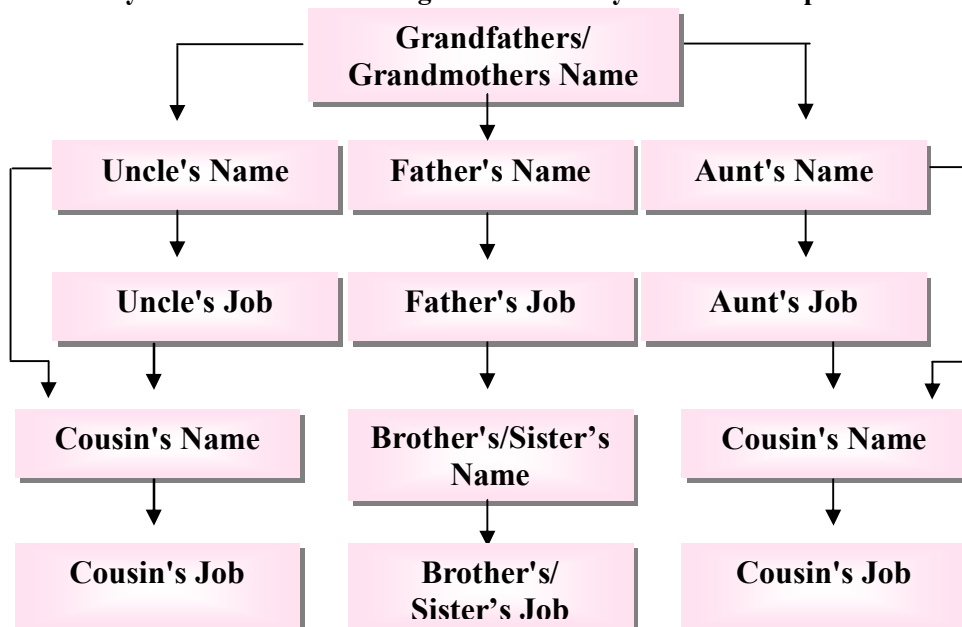 Grandfathers/
Grandmothers Name
Uncle's Name
Father's Name
Aunt's Name
Uncle's Job
Father's Job
Aunt's Job
Cousin's Name
Brother's/Sister’s
Name
Cousin's Name
Cousin's Job
Brother's/
Sister’s Job
Cousin's Job